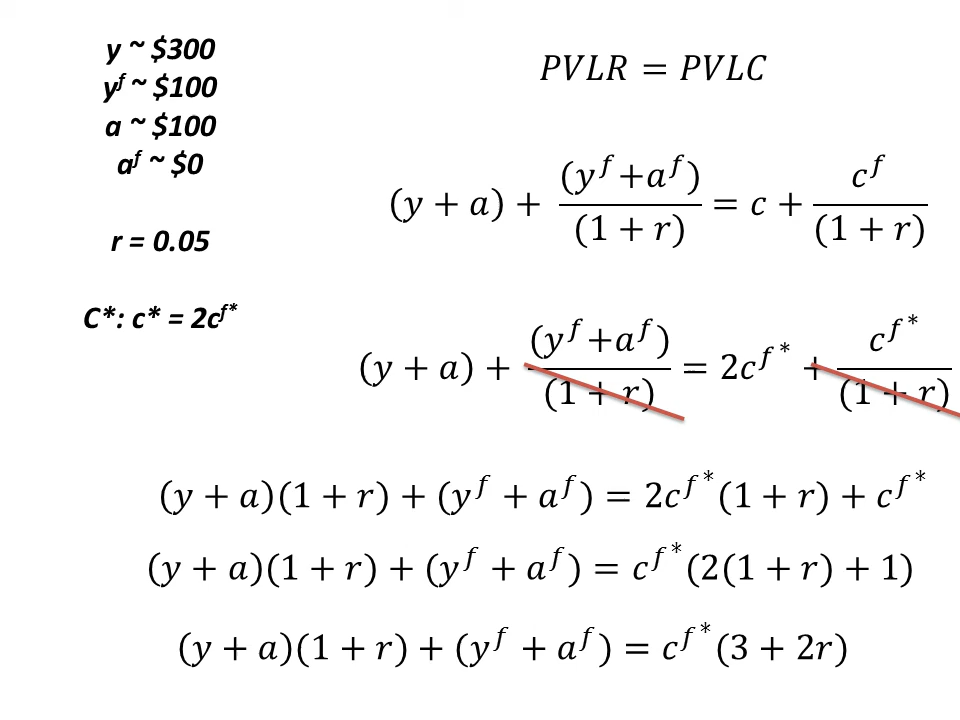 y ~ $300
y^f ~ $100
a ~ $100
a^f ~ $0
r = 0.05
C*: c* = 2c^f*
PVLR = PVLC
(y + a) + (y^f+a^f)/(1 + r) = c + c^f/(1 + r)
(y + a) + (y^f+a^f)/(1 + r) = 2c^f* + c^f*/(1 + r)
(y + a)(1 + r) + (y^f + a^f) = 2c^f*(1 + r) + c^f*
(y + a)(1 + r) + (y^f + a^f) = c^f*(2(1 + r) + 1)
(y + a)(1 + r) + (y^f + a^f) = c^f*(3 + 2r)